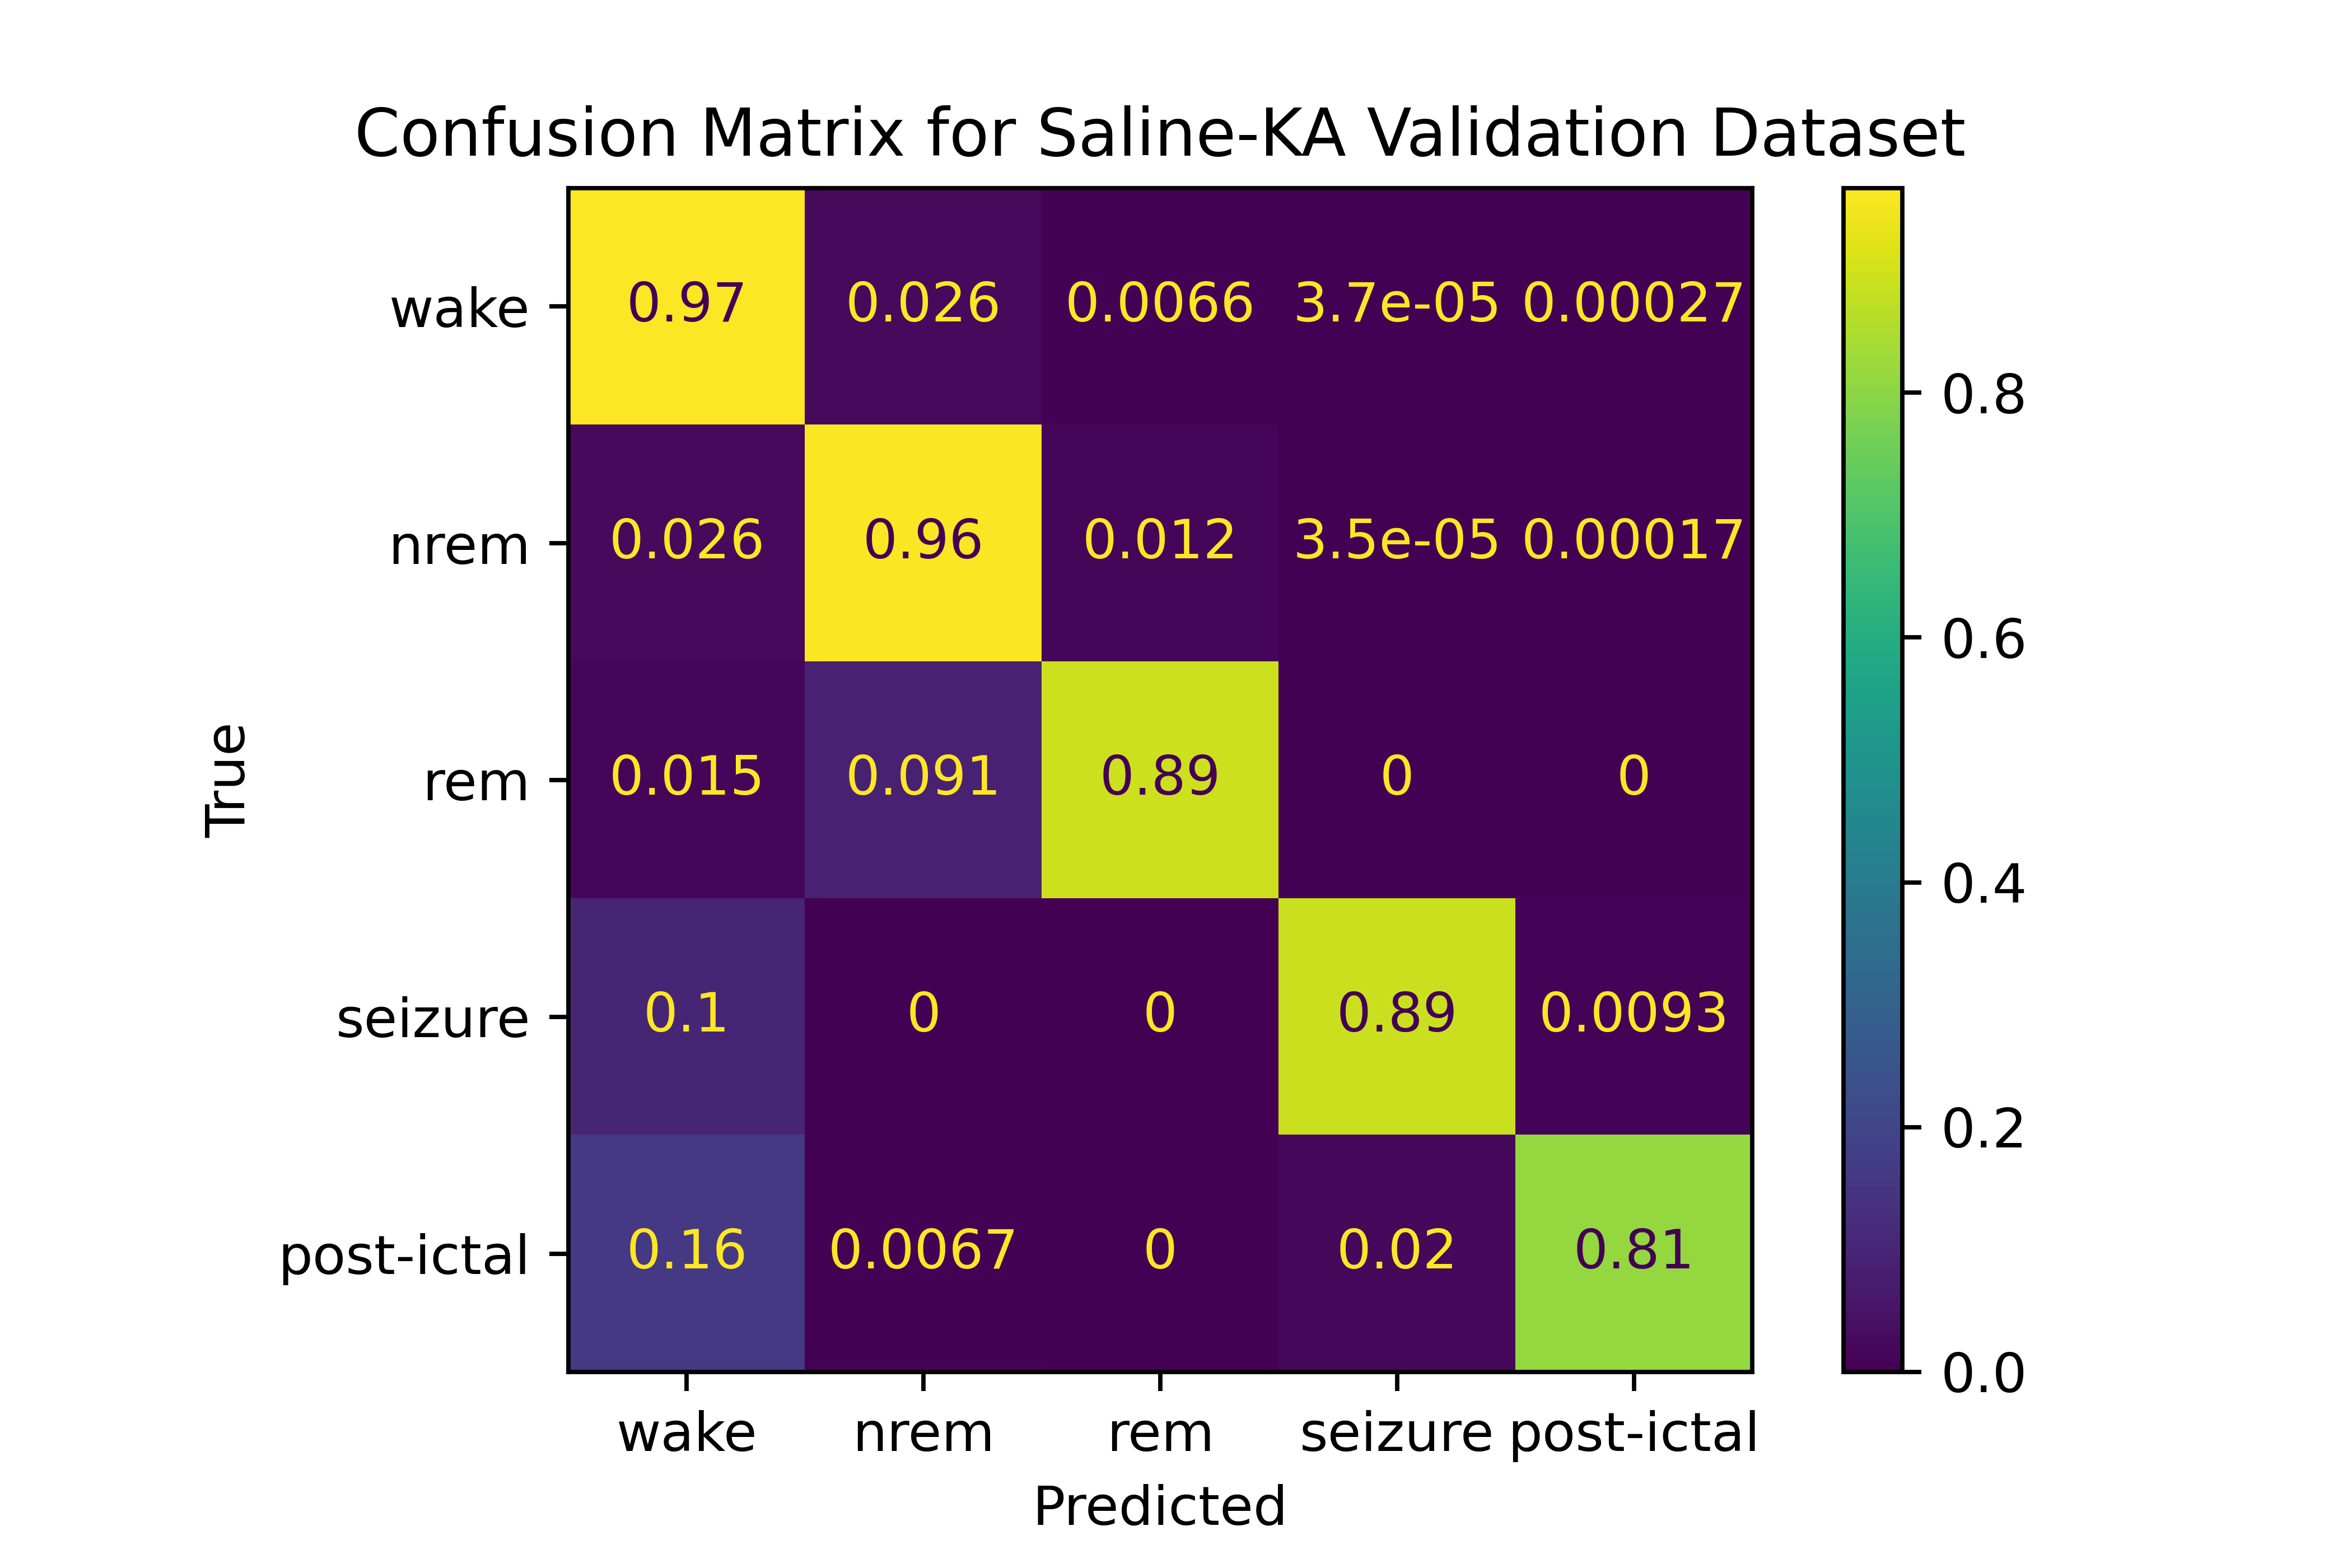 Confusion Matrix for Saline-KA Validation Dataset
wake 0.97 0.026 0.0066 3.7e-05 0.00027
nrem 0.026 0.96 0.012 3.5e-05 0.00017
rem 0.015 0.091 0.89 0 0
seizure 0.1 0 0 0.89 0.0093
post-ictal 0.16 0.0067 0 0.02 0.81
True
wake nrem rem seizure post-ictal
Predicted
0.8
0.6
0.4
0.2
0.0